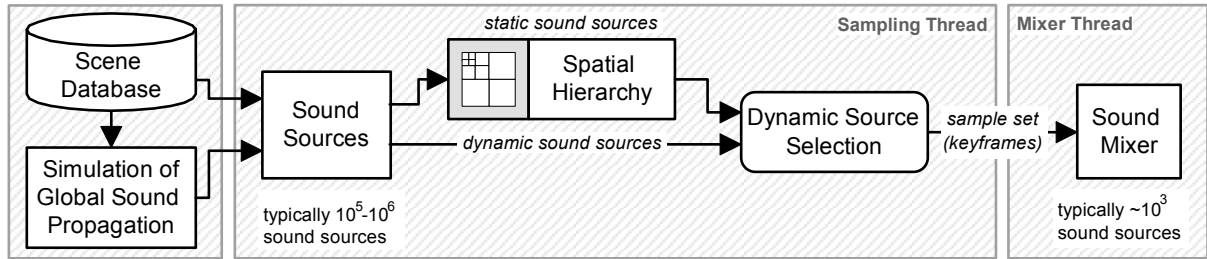 Scene
Database
Simulation of
Global Sound
Propagation
Sound
Sources
typically 10^5-10^6
sound sources
static sound sources
Spatial
Hierarchy
dynamic sound sources
Sampling Thread
Dynamic Source
Selection
sample set
(keyframes)
Mixer Thread
Sound
Mixer
typically ~10^3
sound sources